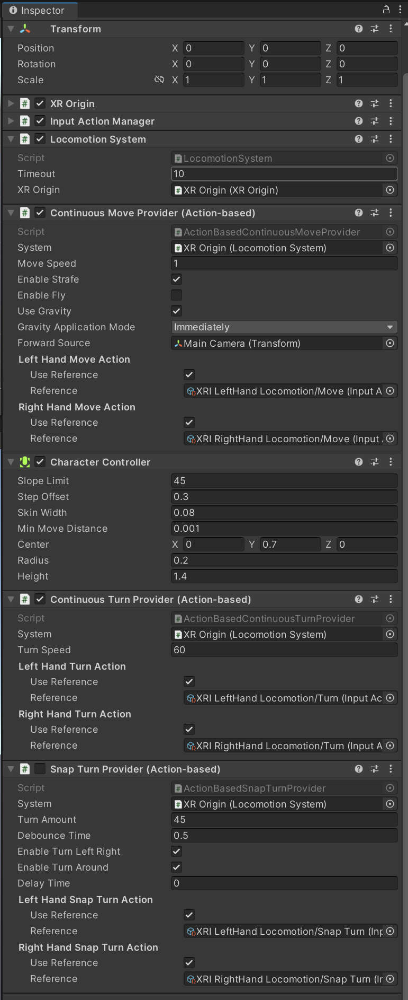 Inspector
Transform
Position X 0 Y 0 Z 0
Rotation X 0 Y 0 Z 0
Scale X 1 Y 1 Z 1
# XR Origin
# Input Action Manager
# Locomotion System
Script # LocomotionSystem
Timeout 10
XR Origin # XR Origin (XR Origin)
# Continuous Move Provider (Action-based)
Script # ActionBasedContinuousMoveProvider
System # XR Origin (Locomotion System)
Move Speed 1
Enable Strafe
Enable Fly
Use Gravity
Gravity Application Mode Immediately
Forward Source Main Camera (Transform)
Left Hand Move Action
Use Reference
Reference XRI LeftHand Locomotion/Move (Input A
Right Hand Move Action
Use Reference
Reference XRI RightHand Locomotion/Move (Input
Character Controller
Slope Limit 45
Step Offset 0.3
Skin Width 0.08
Min Move Distance 0.001
Center X 0 Y 0.7 Z 0
Radius 0.2
Height 1.4
# Continuous Turn Provider (Action-based)
Script # ActionBasedContinuousTurnProvider
System # XR Origin (Locomotion System)
Turn Speed 60
Left Hand Turn Action
Use Reference
Reference XRI LeftHand Locomotion/Turn (Input Ac
Right Hand Turn Action
Use Reference
Reference XRI RightHand Locomotion/Turn (Input A
# Snap Turn Provider (Action-based)
Script # ActionBasedSnapTurnProvider
System # XR Origin (Locomotion System)
Turn Amount 45
Debounce Time 0.5
Enable Turn Left Right
Enable Turn Around
Delay Time 0
Left Hand Snap Turn Action
Use Reference
Reference XRI LeftHand Locomotion/Snap Turn (Inp
Right Hand Snap Turn Action
Use Reference
Reference XRI RightHand Locomotion/Snap Turn (Ir